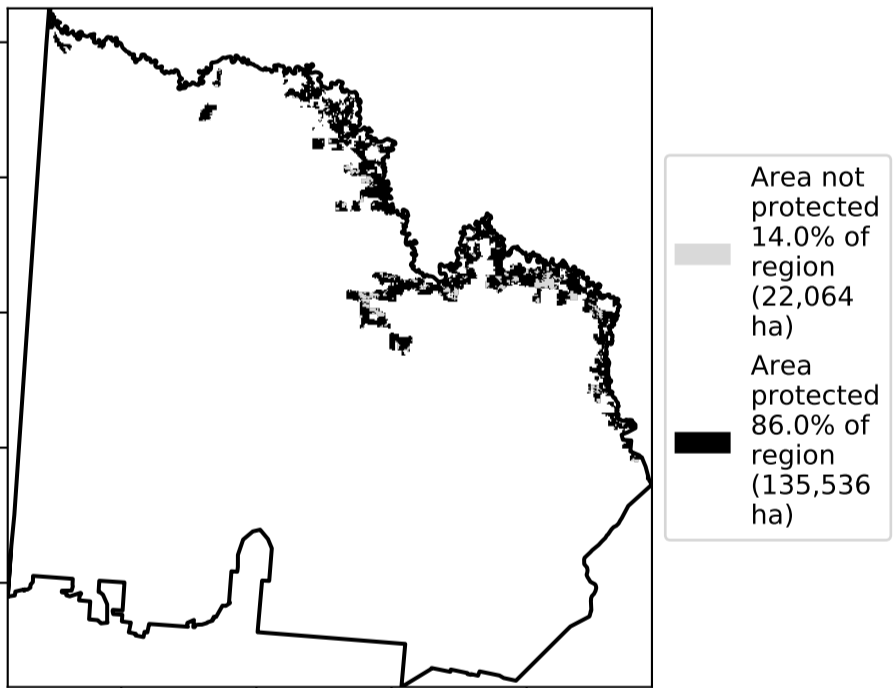 Area not
protected
14.0% of
region
(22,064
ha)
Area
protected
86.0% of
region
(135,536
ha)